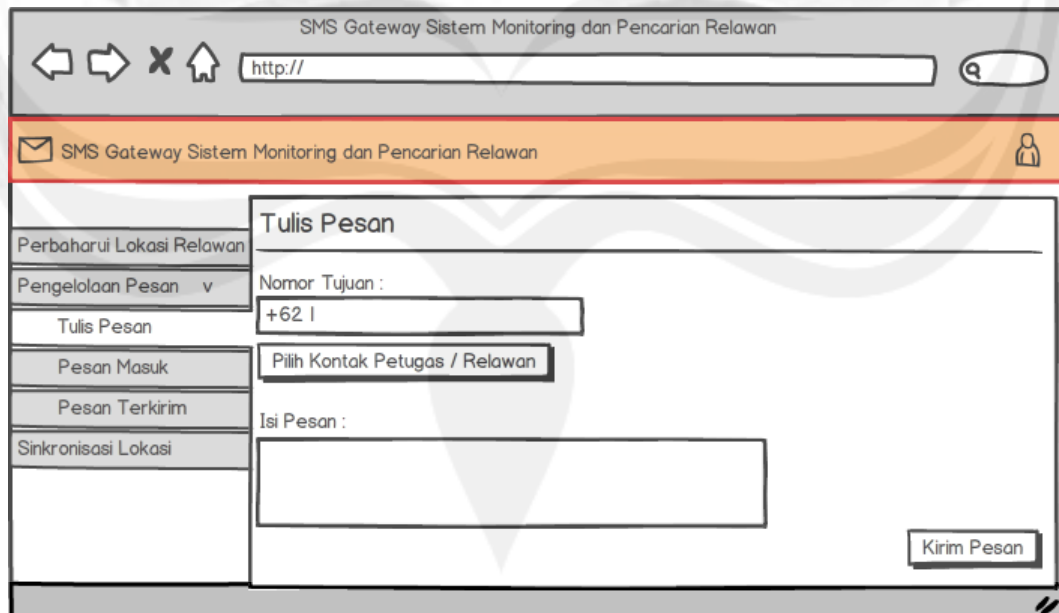 SMS Gateway Sistem Monitoring dan Pencarian Relawan
http://
SMS Gateway Sistem Monitoring dan Pencarian Relawan
Perbaharui Lokasi Relawan
Pengelolaan Pesan v
Tulis Pesan
Pesan Masuk
Pesan Terkirim
Sinkronisasi Lokasi
Tulis Pesan
Nomor Tujuan :
+62 |
Pilih Kontak Petugas / Relawan
Isi Pesan :
Kirim Pesan